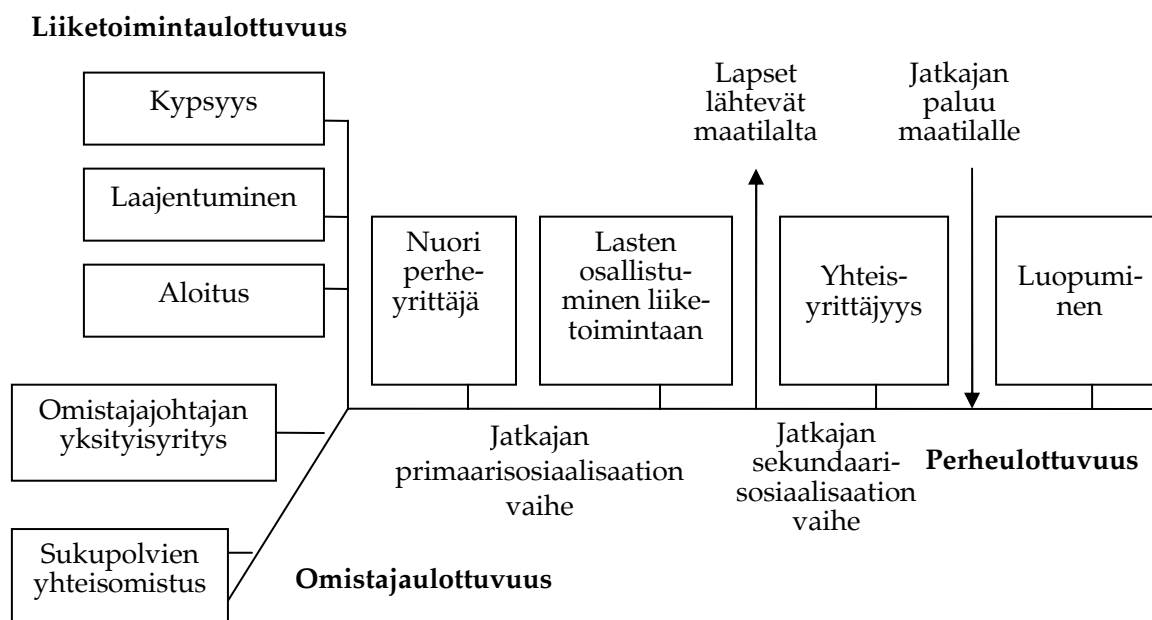 Liiketoimintaulottuvuus
Kypsyys
Laajentuminen
Aloitus
Omistajajohtajan
yksityisyritys
Sukupolvien
yhteisomistus
Omistajaulottuvuus
Nuori
perhe-
yrittäjä
Lasten
osallistu-
minen liike-
toimintaan
Lapset
lähtevät
maatilalta
Yhteis-
yrittäjyys
Jatkajan
paluu
maatilalle
Luopumi-
nen
Jatkajan
primaarisosiaalisaation
vaihe
Jatkajan
sekundaari-
sosiaalisaation
vaihe
Perheulottuvuus